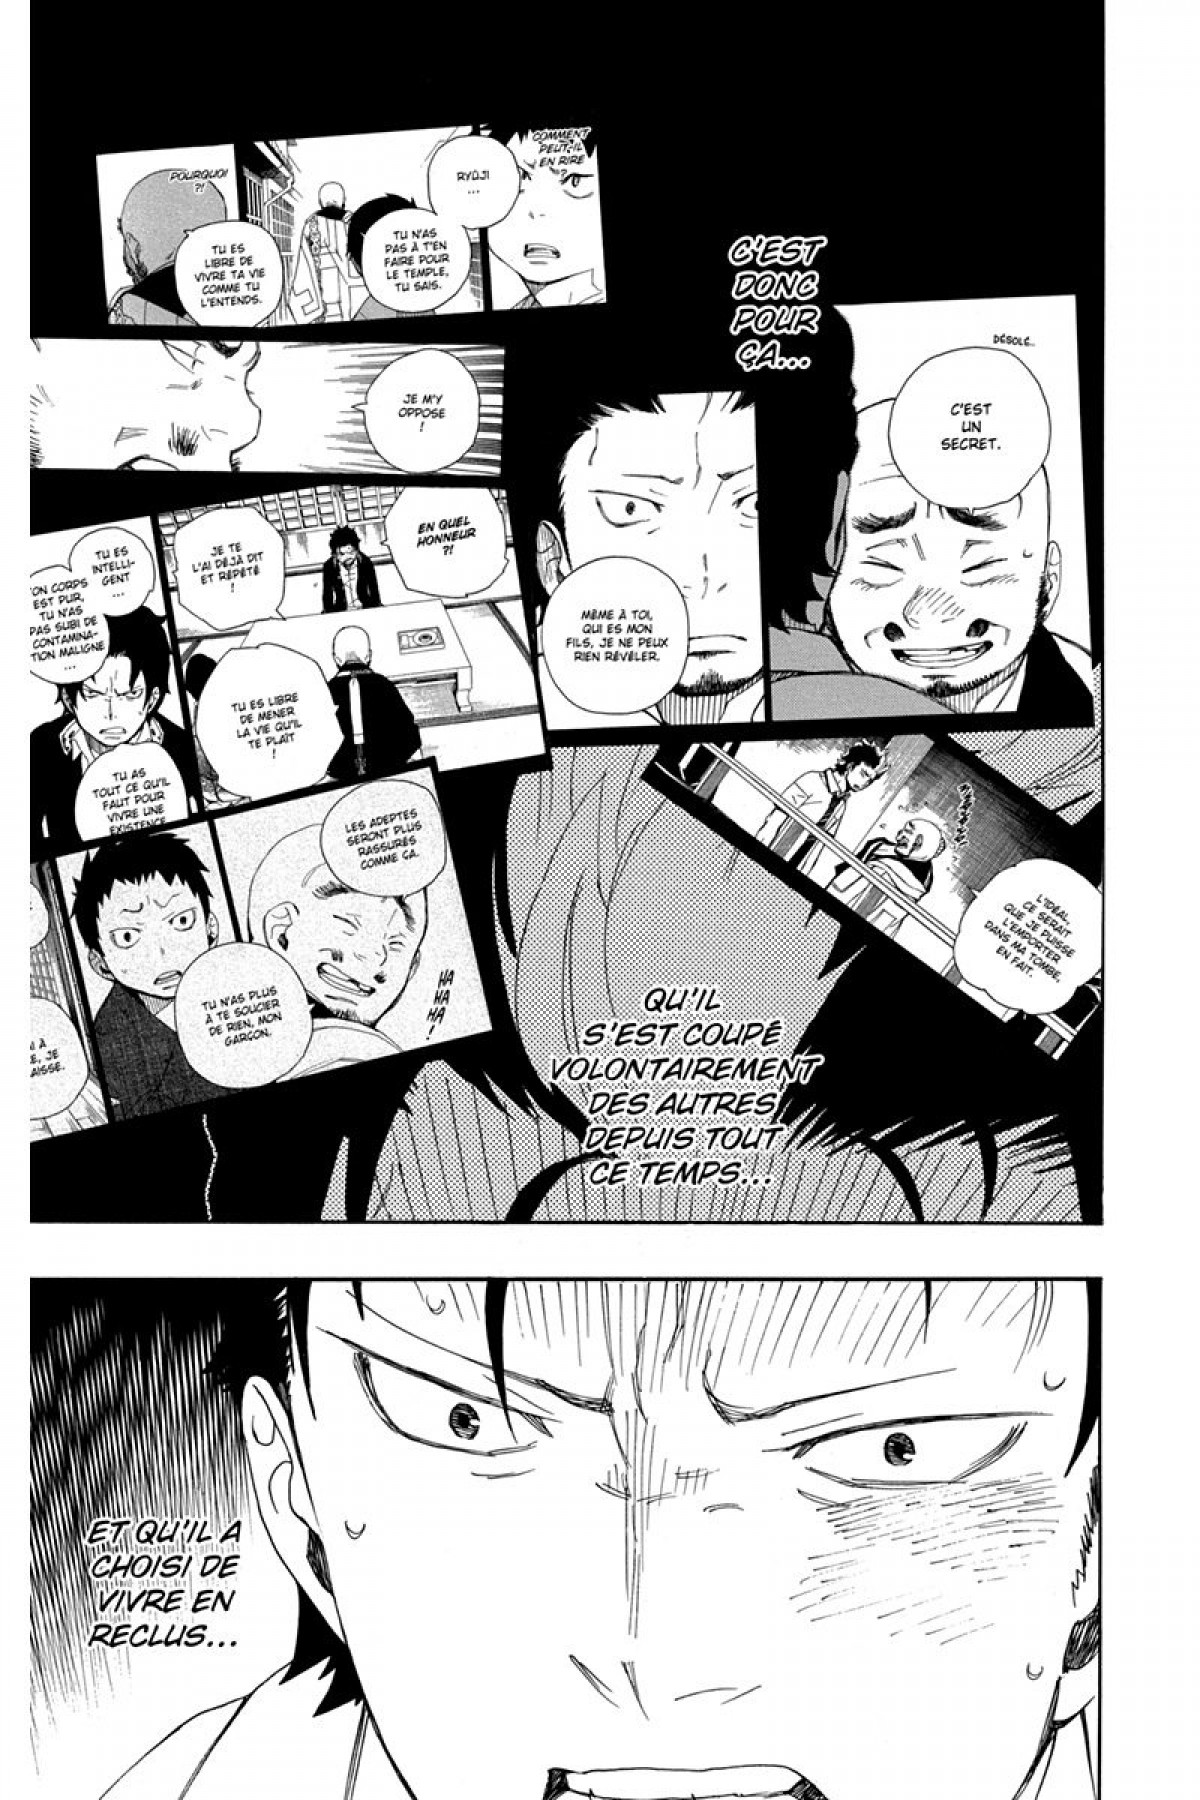 C'EST
DONC
POUR
ÇA...
DÉSOLÉ...
C'EST
UN
SECRET.
MÊME À TOI,
QUI ES MON
FILS, JE NE PEUX
RIEN RÉVÉLER.
COMMENT
PEUT-IL
EN RIRE
?
RYÛJI
...
TU N'AS
PAS À T'EN
FAIRE POUR
LE TEMPLE,
TU SAIS.
POURQUOI
?!
TU ES
LIBRE DE
VIVRE TA VIE
COMME TU
L'ENTENDS.
JE M'Y
OPPOSE
!
EN QUEL
HONNEUR
?!
JE TE
L'AI DÉJÀ DIT
ET RÉPÉTÉ
!
TU ES LIBRE
DE MENER
LA VIE QU'IL
TE PLAÎT
!
TU ES
INTELLI-
GENT
...
ON CORPS
EST PUR,
TU N'AS
PAS SUBI DE
CONTAMINA-
TION MALIGNE
...
TU AS
TOUT CE QU'IL
FAUT POUR
VIVRE UNE
EXISTENCE
LES ADEPTES
SERONT PLUS
RASSURÉS
COMME ÇA.
HA
HA
HA !
TU N'AS PLUS
À TE SOUCIER
DE RIEN, MON
GARÇON.
I À
E, JE
AISSE.
L'IDÉAL,
CE SERAIT
QUE JE PUISSE
L'EMPORTER
DANS MA TOMBE,
EN FAIT.
QU'IL
S'EST COUPÉ
VOLONTAIREMENT
DES AUTRES
DEPUIS TOUT
CE TEMPS...
ET QU'IL A
CHOISI DE
VIVRE EN
RECLUS...